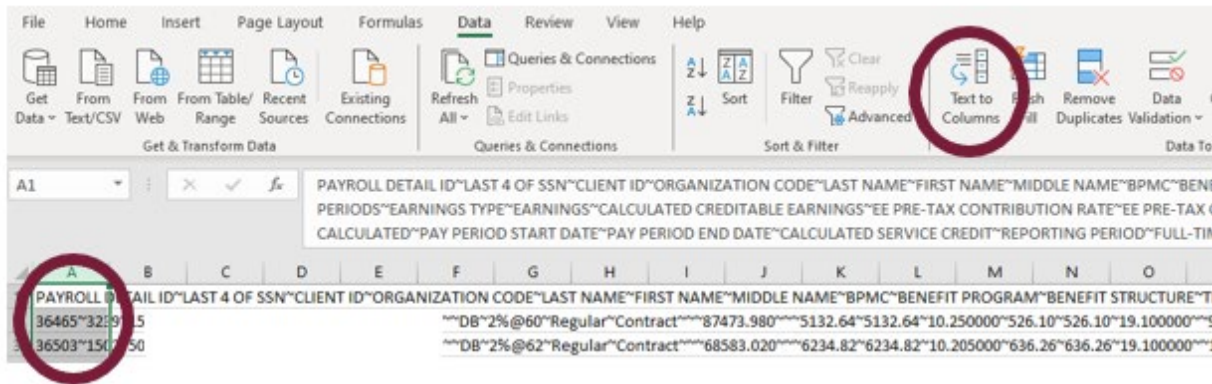 File Home Insert Page Layout Formulas Data Review View Help
Get Data From Text/CSV From Web From Table/ Range Recent Sources Existing Connections Refresh All Queries & Connections Properties Edit Links Sort Filter Clear Reapply Advanced Text to Columns Remove Duplicates Data Validation
Get & Transform Data Queries & Connections Sort & Filter Data To
A1 fx PAYROLL DETAIL ID~LAST 4 OF SSN~CLIENT ID~ORGANIZATION CODE~LAST NAME~FIRST NAME~MIDDLE NAME~BPMC~BENE
PERIODS~EARNINGS TYPE~EARNINGS~CALCULATED CREDITABLE EARNINGS~EE PRE-TAX CONTRIBUTION RATE~EE PRE-TAX
CALCULATED~PAY PERIOD START DATE~PAY PERIOD END DATE~CALCULATED SERVICE CREDIT~REPORTING PERIOD~FULL-TIM
A B C D E F G H I J K L M N O
PAYROLL DETAIL ID~LAST 4 OF SSN~CLIENT ID~ORGANIZATION CODE~LAST NAME~FIRST NAME~MIDDLE NAME~BPMC~BENEFIT PROGRAM~BENEFIT STRUCTURE~T
36465~3239 15 ~~DB~2%@60~Regular~Contract~~~~87473.980~~~~5132.64~5132.64~10.250000~526.10~526.10~19.100000~~
36503~150 50 ~~DB~2%@62~Regular~Contract~~~~68583.020~~~~6234.82~6234.82~10.205000~636.26~636.26~19.100000~~